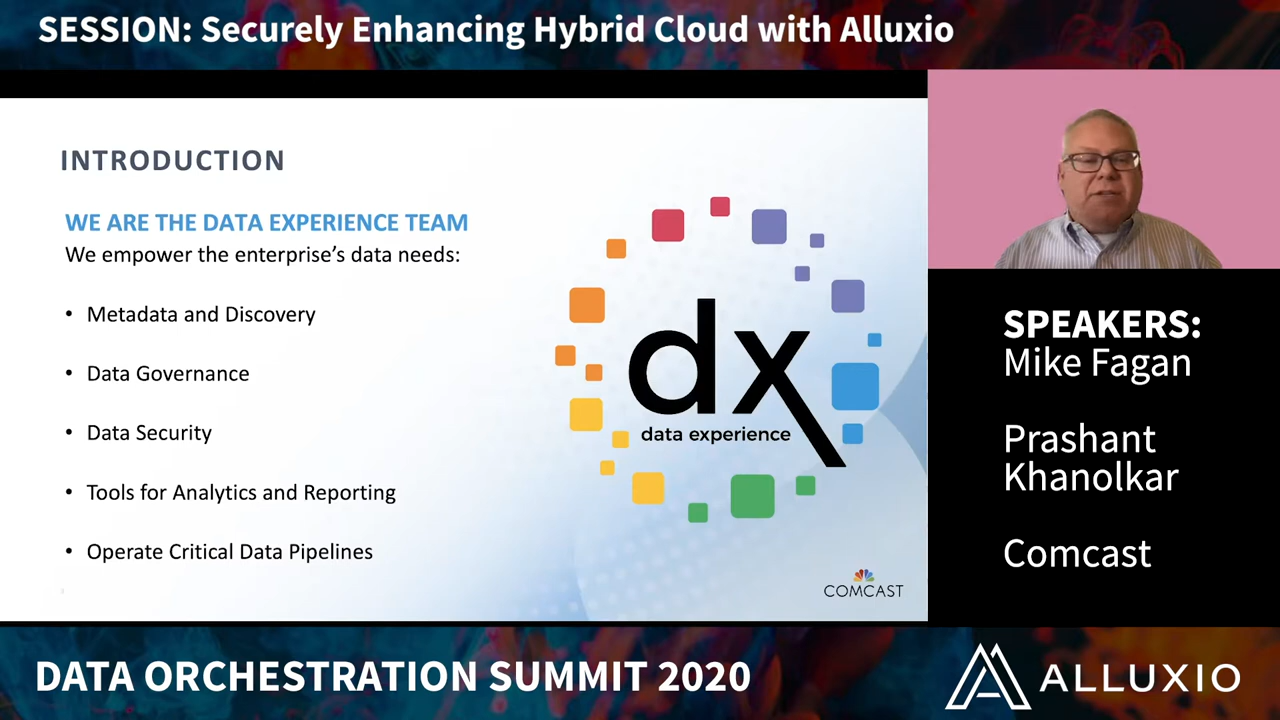 SESSION: Securely Enhancing Hybrid Cloud with Alluxio
INTRODUCTION
WE ARE THE DATA EXPERIENCE TEAM
We empower the enterprise's data needs:
• Metadata and Discovery
• Data Governance
• Data Security
• Tools for Analytics and Reporting
• Operate Critical Data Pipelines
dx
data experience
COMCAST
SPEAKERS:
Mike Fagan
Prashant
Khanolkar
Comcast
DATA ORCHESTRATION SUMMIT 2020
ALLUXIO